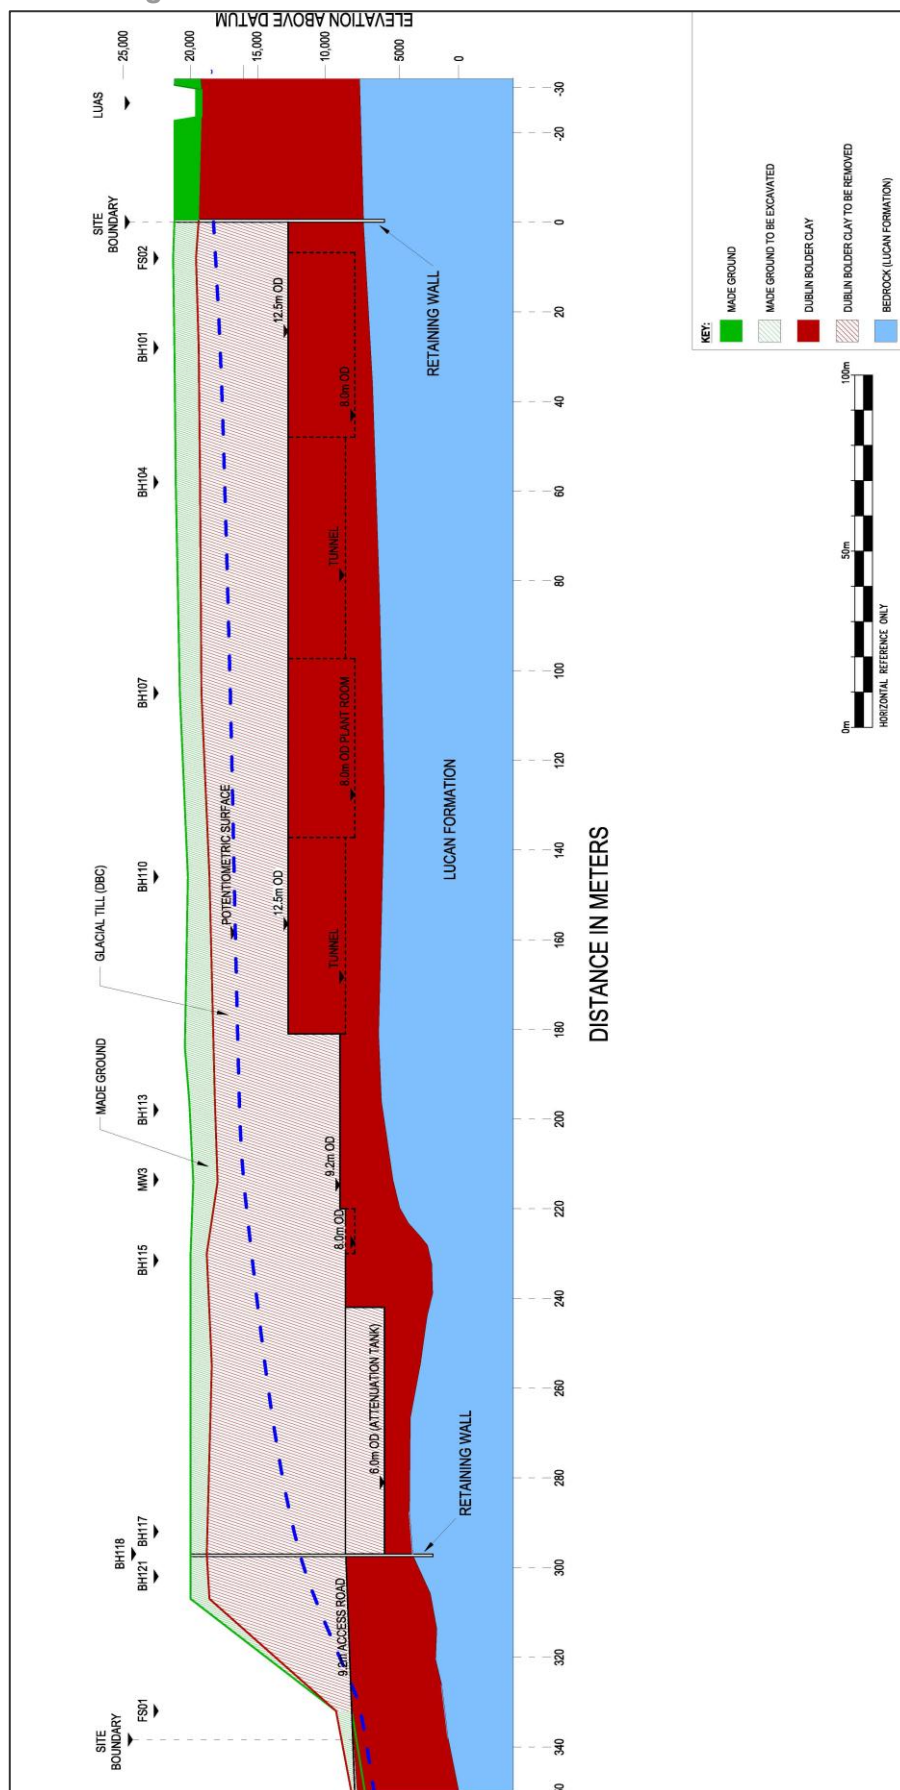 ELEVATION ABOVE DATUM
25,000
20,000
15,000
10,000
5000
0
LUAS
SITE
BOUNDARY
FS02
BH101
BH104
BH107
BH110
BH113
MW3
BH115
BH117
BH118
BH121
FS01
SITE
BOUNDARY
GLACIAL TILL (DBC)
MADE GROUND
POTENTIOMETRIC SURFACE
12.5m OD
8.0m OD
TUNNEL
8.0m OD PLANT ROOM
12.5m OD
TUNNEL
9.2m OD
8.0m OD
6.0m OD (ATTENUATION TANK)
9.2m ACCESS ROAD
RETAINING WALL
RETAINING WALL
LUCAN FORMATION
-30
-20
0
20
40
60
80
100
120
140
160
180
200
220
240
260
280
300
320
340
DISTANCE IN METERS
KEY:
MADE GROUND
MADE GROUND TO BE EXCAVATED
DUBLIN BOLDER CLAY
DUBLIN BOLDER CLAY TO BE REMOVED
BEDROCK (LUCAN FORMATION)
0m
50m
100m
HORIZONTAL REFERENCE ONLY